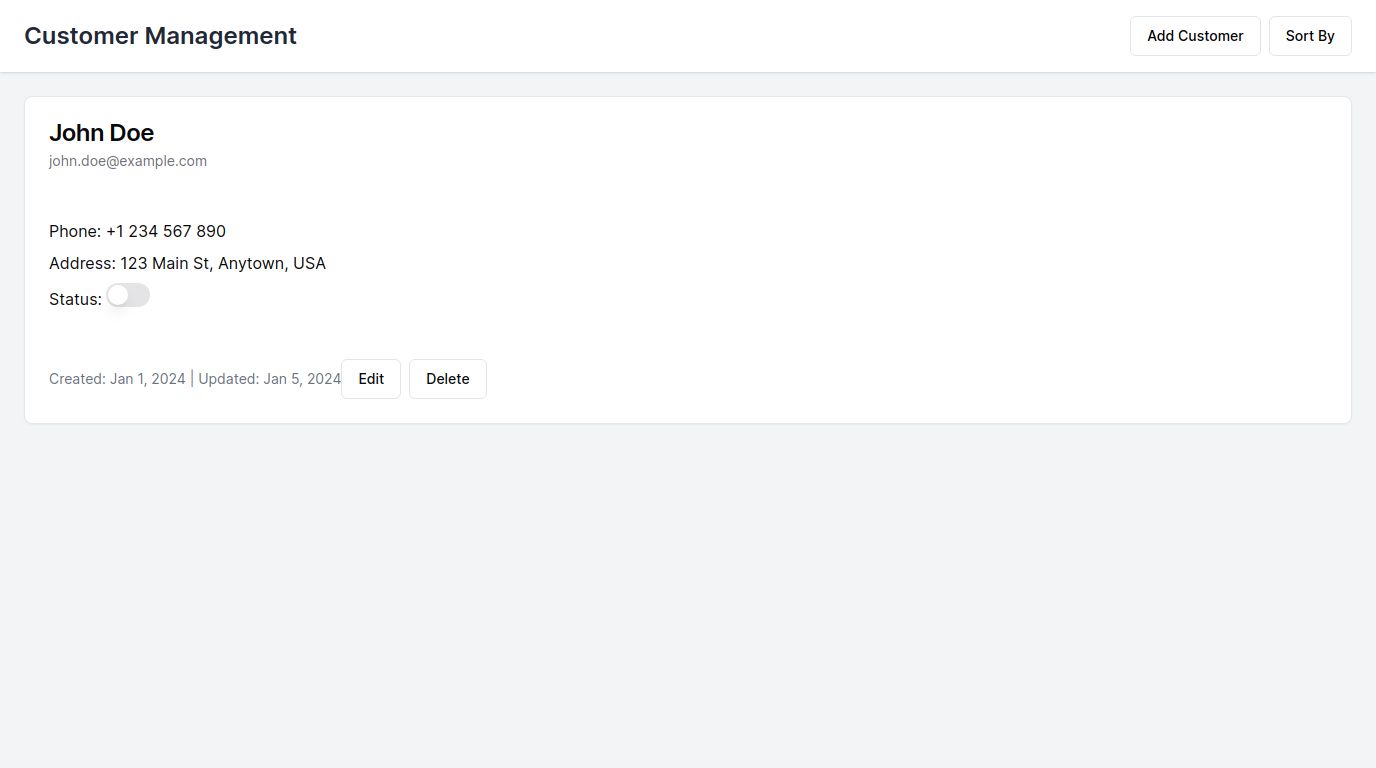 Customer Management
Add Customer
Sort By
John Doe
john.doe@example.com
Phone: +1 234 567 890
Address: 123 Main St, Anytown, USA
Status:
Created: Jan 1, 2024 | Updated: Jan 5, 2024
Edit
Delete